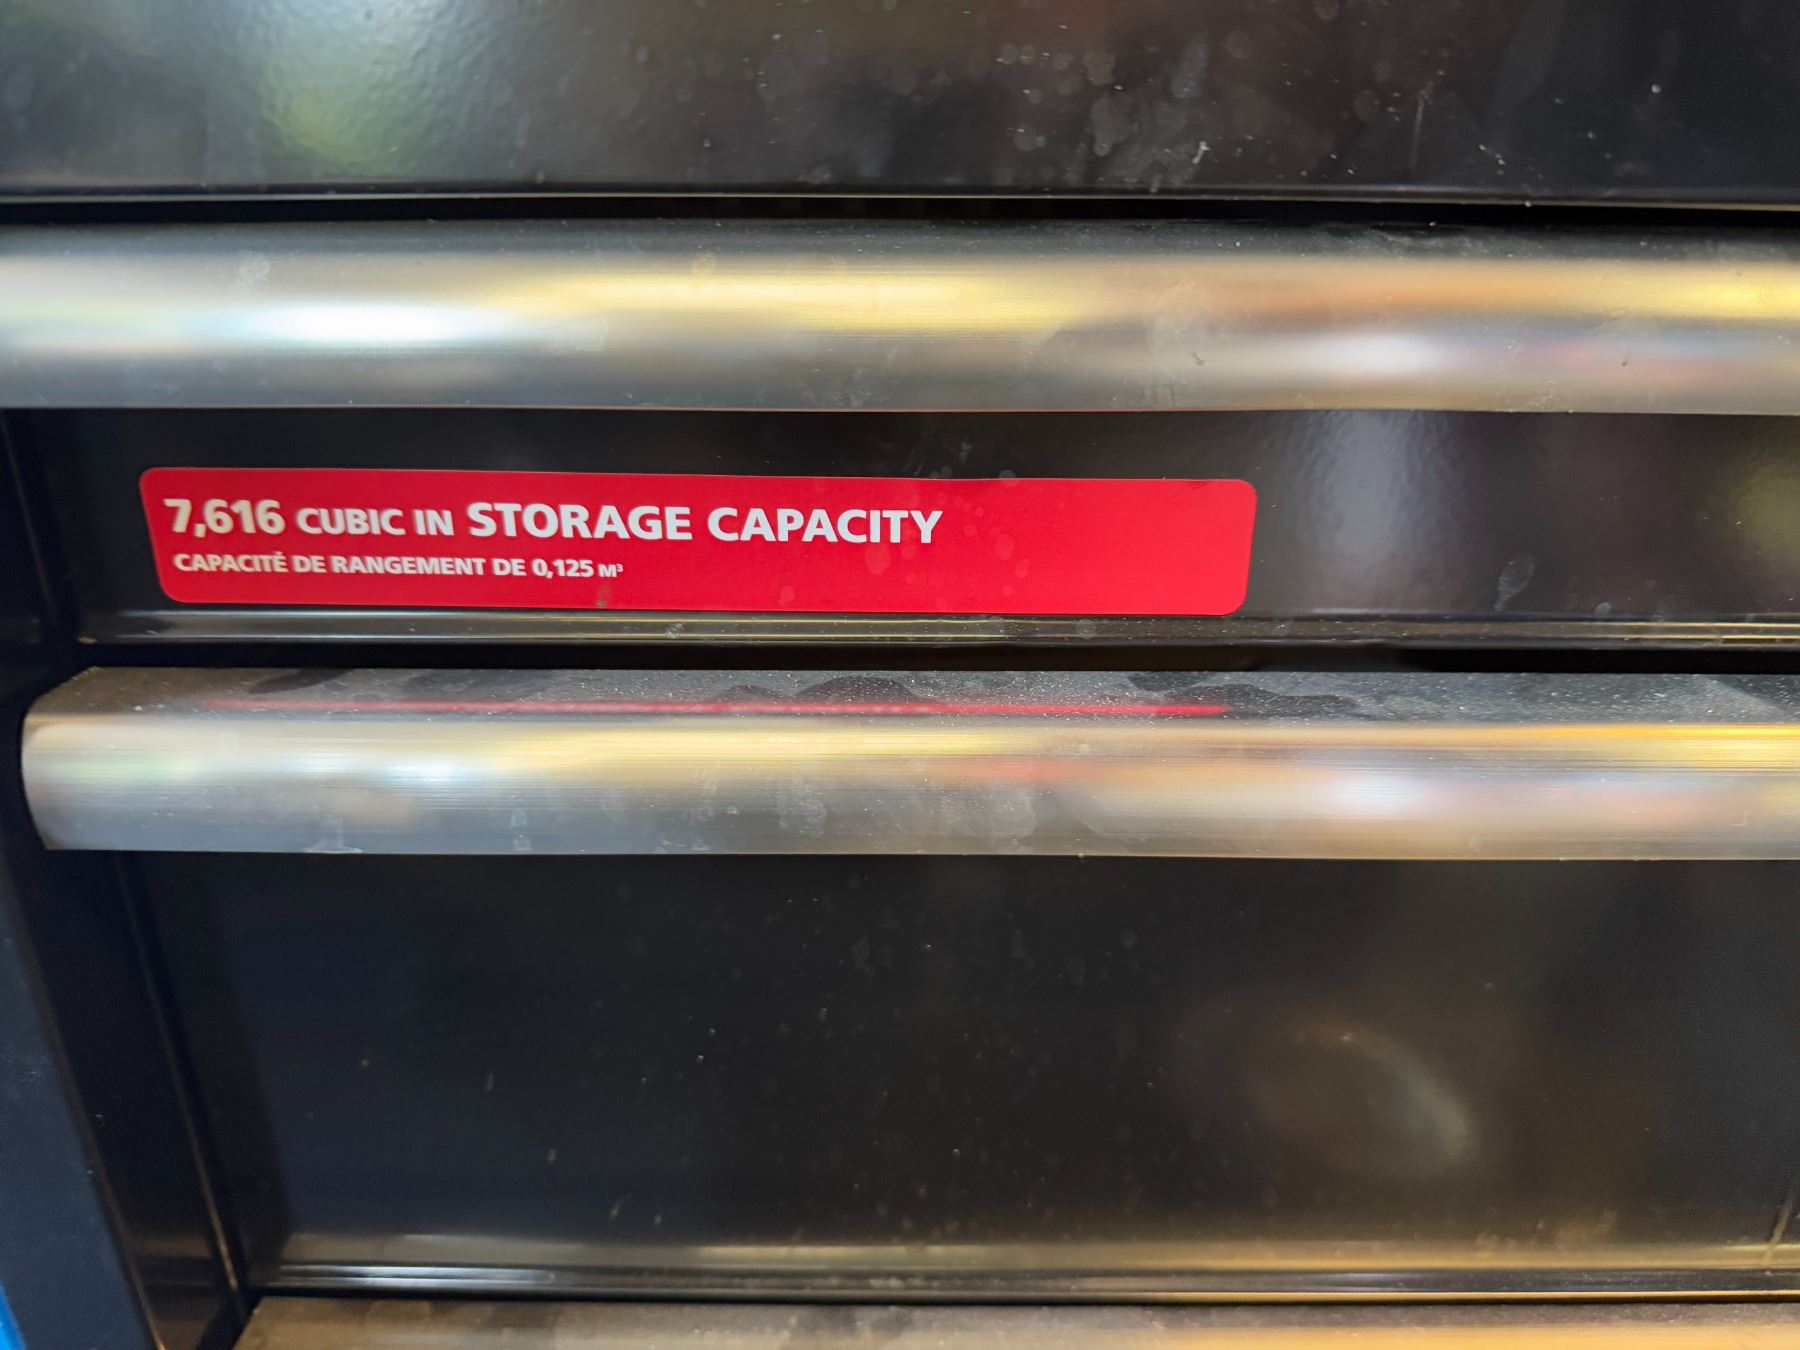 7,616 CUBIC IN STORAGE CAPACITY
CAPACITÉ DE RANGEMENT DE 0,125 M³